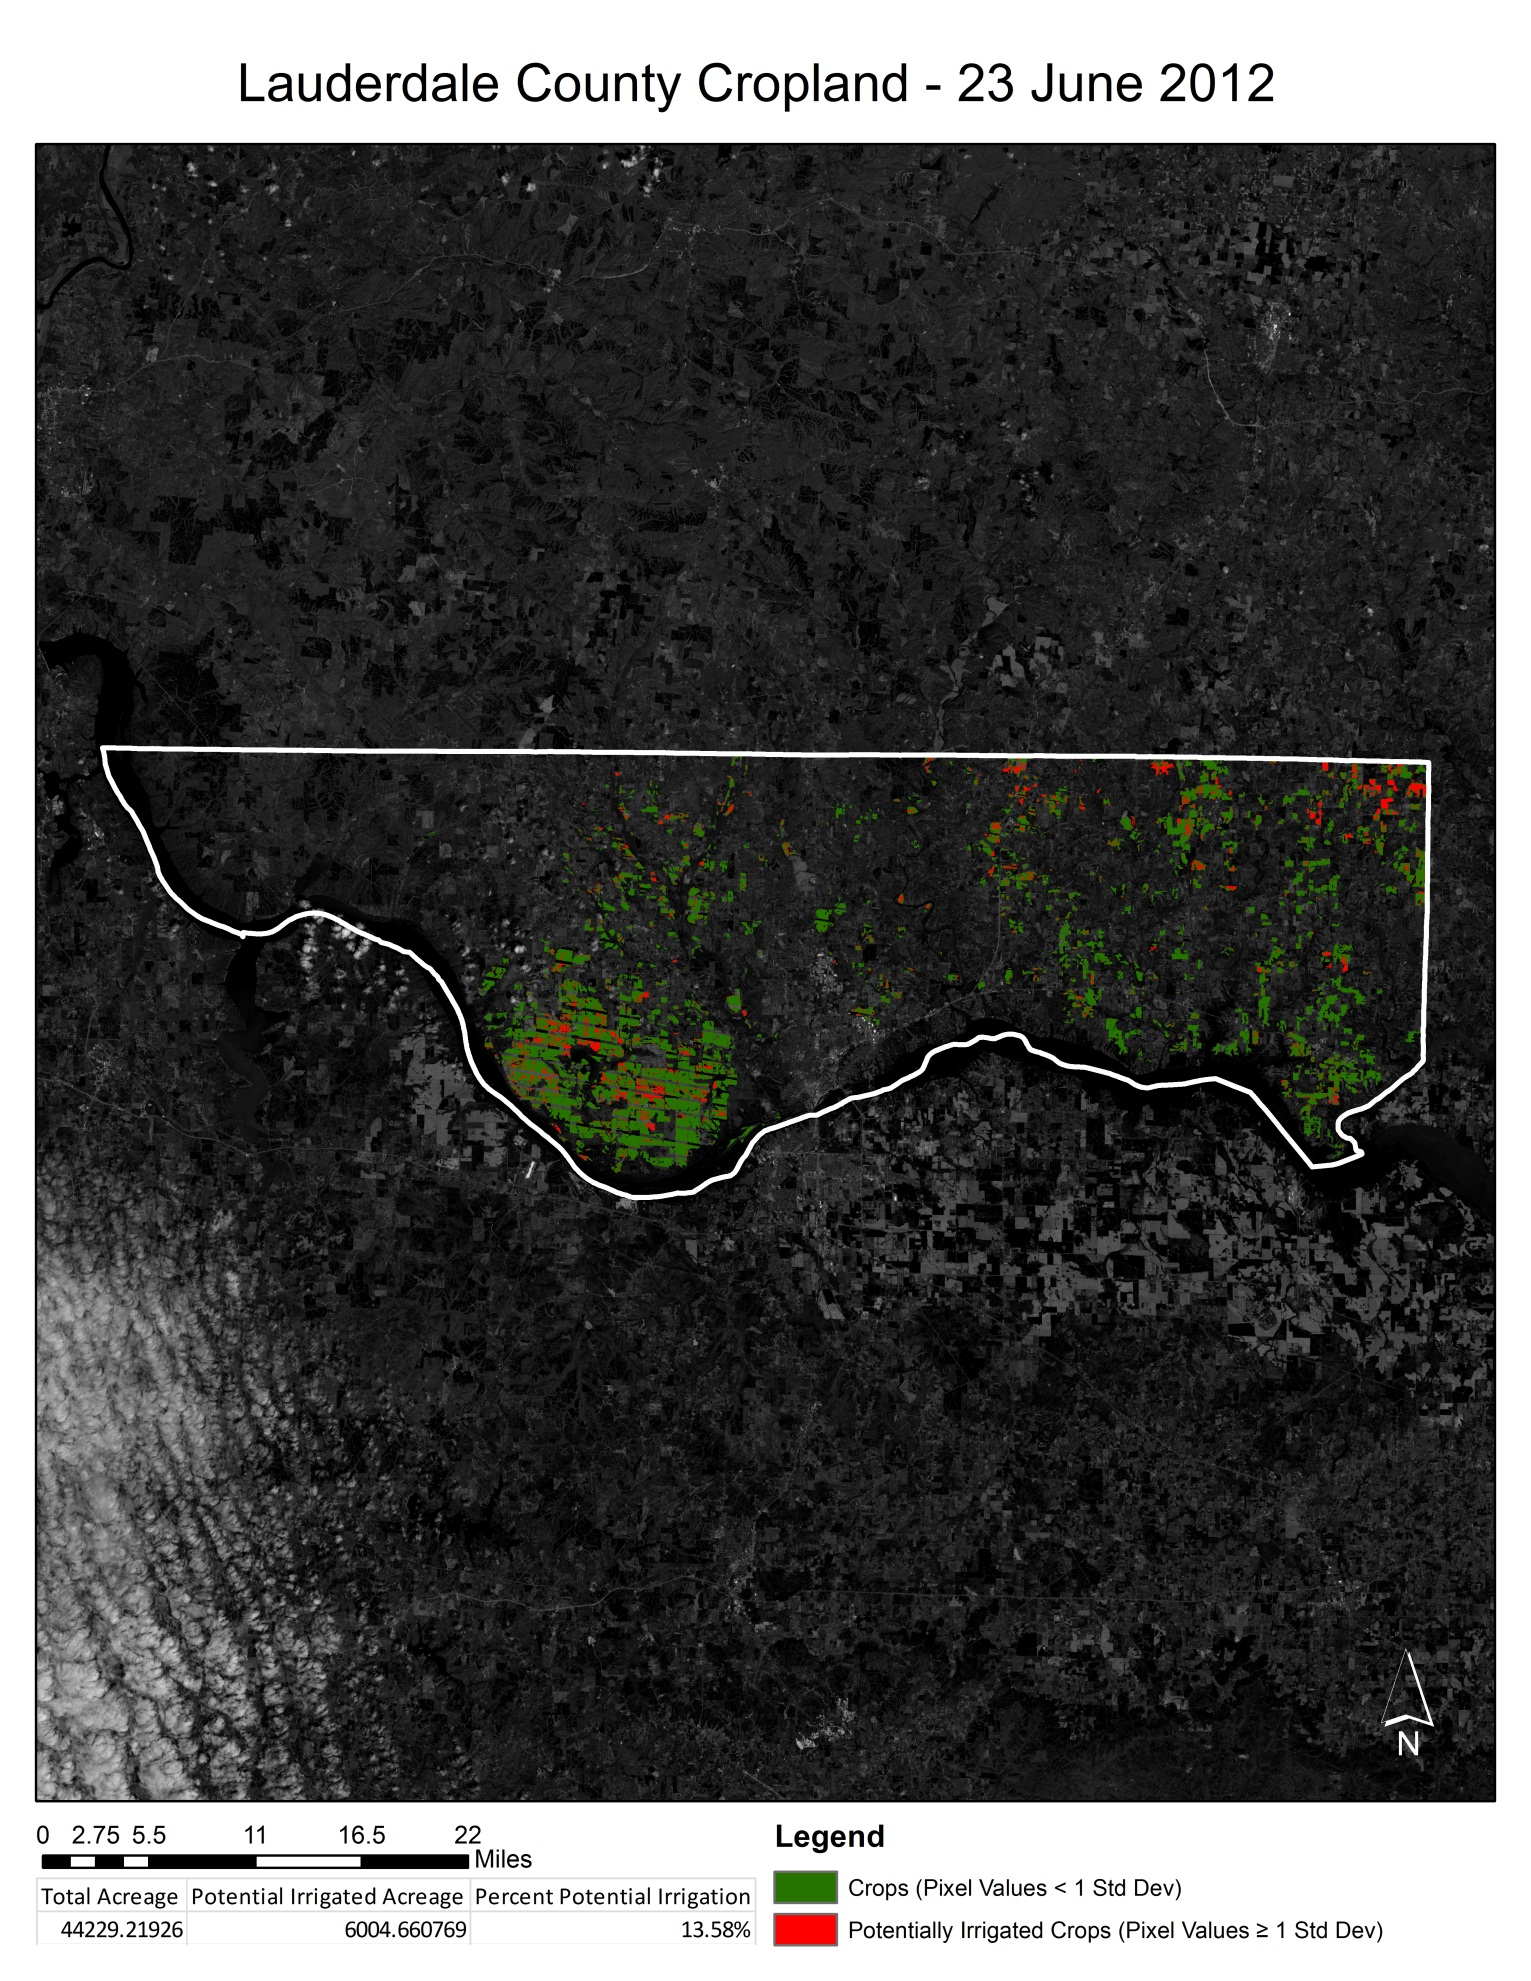 Lauderdale County Cropland - 23 June 2012
N
0 2.75 5.5 11 16.5 22
Miles
Total Acreage Potential Irrigated Acreage Percent Potential Irrigation
44229.21926 6004.660769 13.58%
Legend
Crops (Pixel Values < 1 Std Dev)
Potentially Irrigated Crops (Pixel Values ≥ 1 Std Dev)